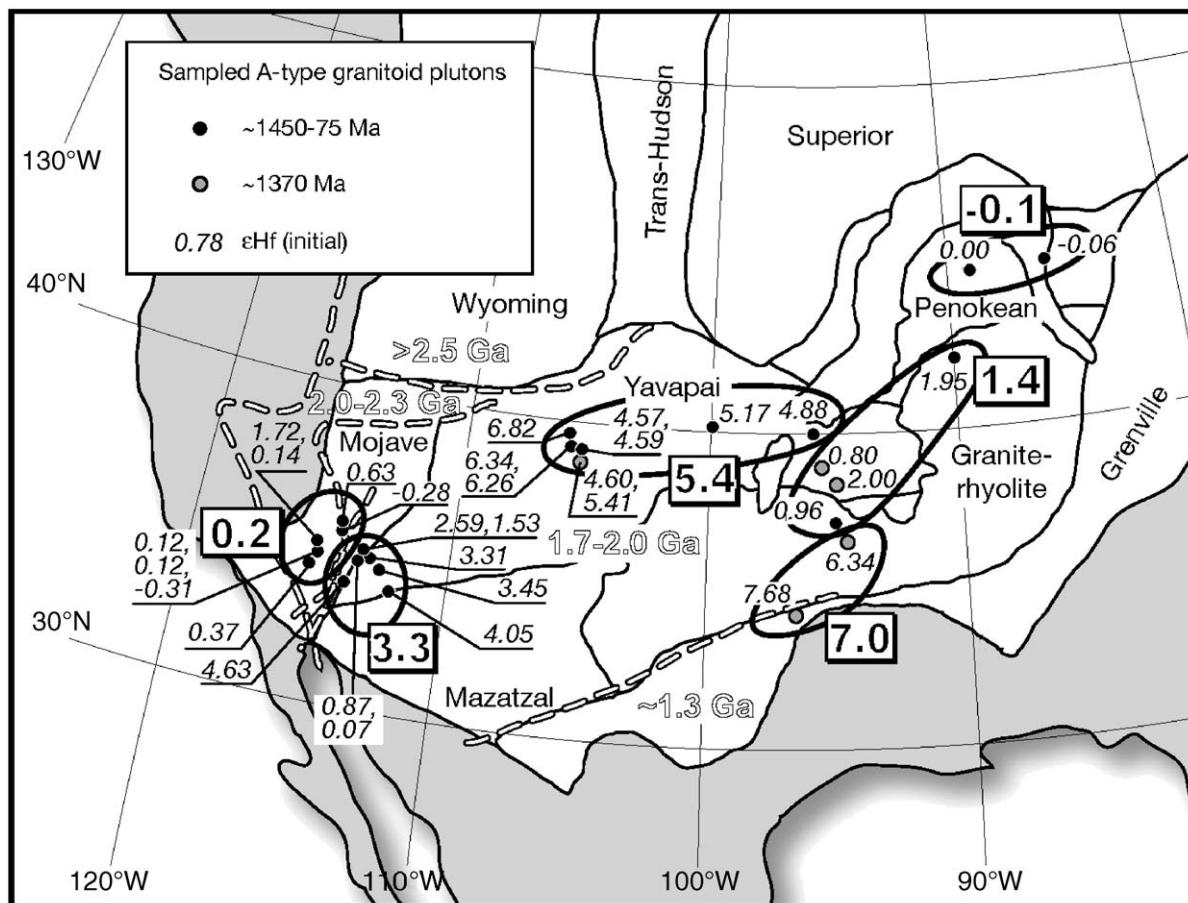 Sampled A-type granitoid plutons
~1450-75 Ma
~1370 Ma
0.78 εHf (initial)
130°W
40°N
30°N
120°W
110°W
100°W
90°W
Trans-Hudson
Superior
-0.1
0.00
-0.06
Penokean
Wyoming
>2.5 Ga
2.0-2.3 Ga
Mojave
Yavapai
1.95
1.4
Grenville
Granite-
rhyolite
6.82
4.57,
4.59
5.17
4.88
6.34,
6.26
4.60,
5.41
5.4
0.80
2.00
0.96
1.72,
0.14
0.63
-0.28
0.2
2.59,1.53
3.31
3.45
4.05
1.7-2.0 Ga
0.12,
0.12,
-0.31
0.37
4.63
3.3
0.87,
0.07
6.34
7.68
7.0
Mazatzal
~1.3 Ga